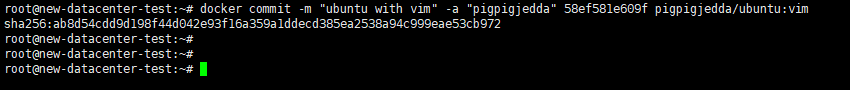 root@new-datacenter-test:~# docker commit -m "ubuntu with vim" -a "pigpigjedda" 58ef581e609f pigpigjedda/ubuntu:vim
sha256:ab8d54cdd9d198f44d042e93f16a359a1ddecd385ea2538a94c999eae53cb972
root@new-datacenter-test:~#
root@new-datacenter-test:~#
root@new-datacenter-test:~#